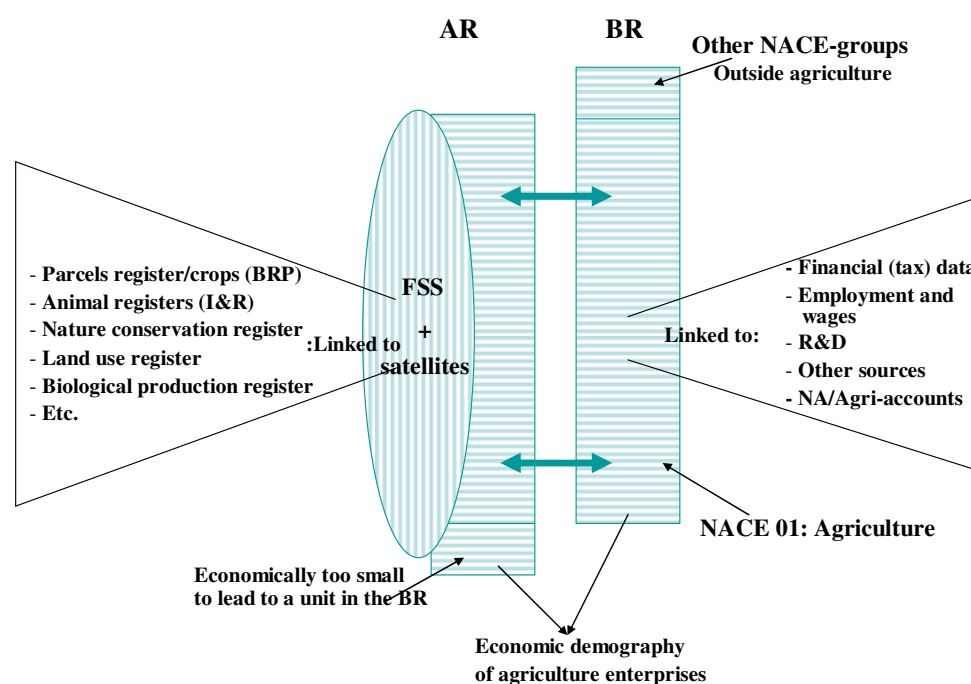 AR
BR
Other NACE-groups
Outside agriculture
- Parcels register/crops (BRP)
- Animal registers (I&R)
- Nature conservation register
- Land use register
- Biological production register
- Etc.
:Linked to
FSS
+
satellites
Linked to:
- Financial (tax) data
- Employment and
wages
- R&D
- Other sources
- NA/Agri-accounts
NACE 01: Agriculture
Economically too small
to lead to a unit in the BR
Economic demography
of agriculture enterprises